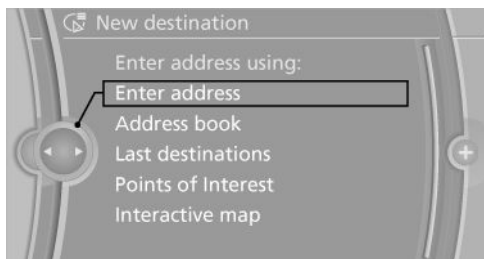 New destination
Enter address using:
Enter address
Address book
Last destinations
Points of Interest
Interactive map